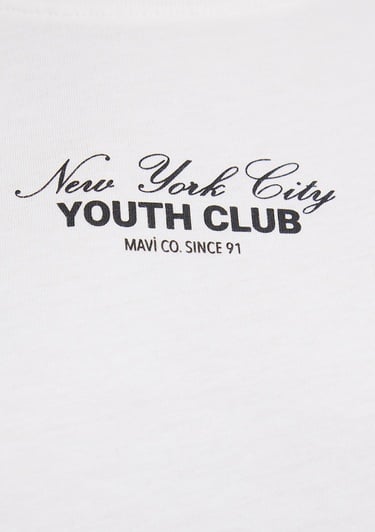 New York City
YOUTH CLUB
MAVİ CO. SINCE 91